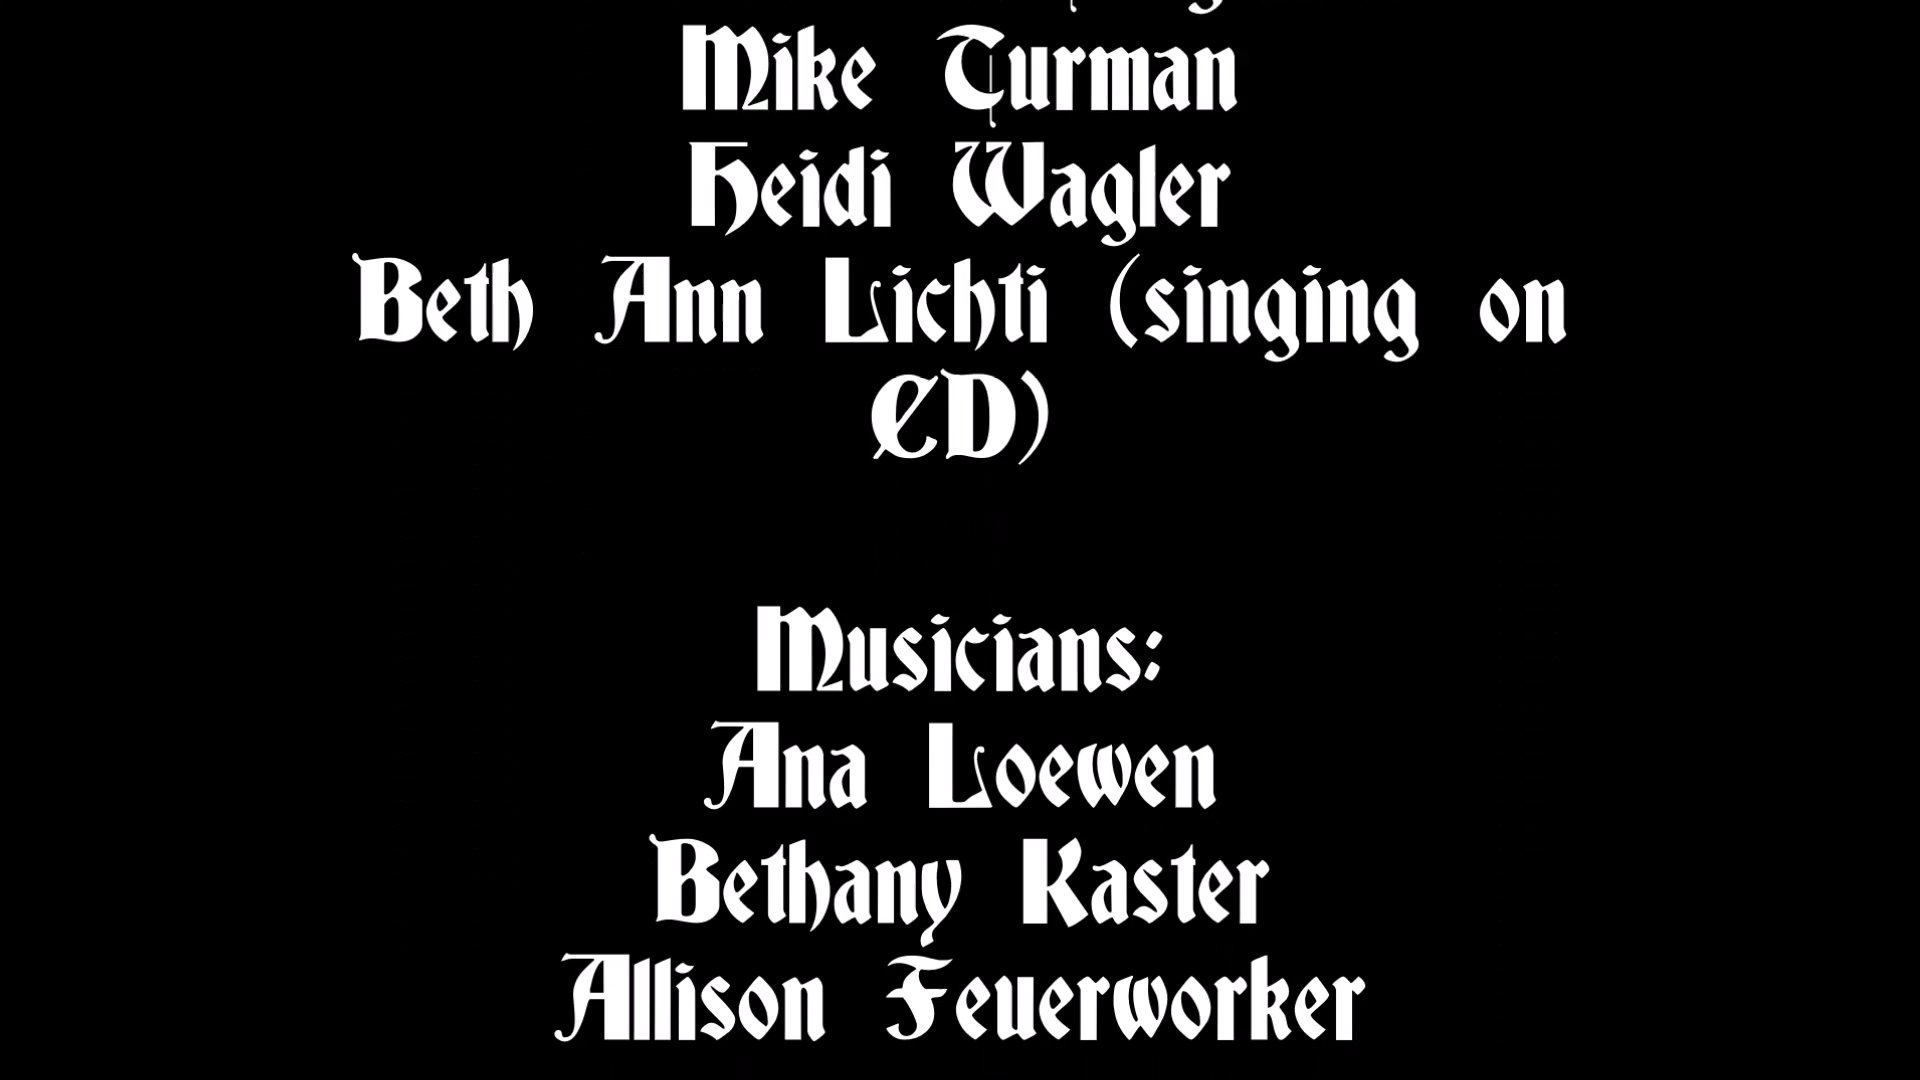 Mike Turman
Heidi Wagler
Beth Ann Lichti (singing on
CD)
Musicians:
Ana Loewen
Bethany Kaster
Allison Feuerworker